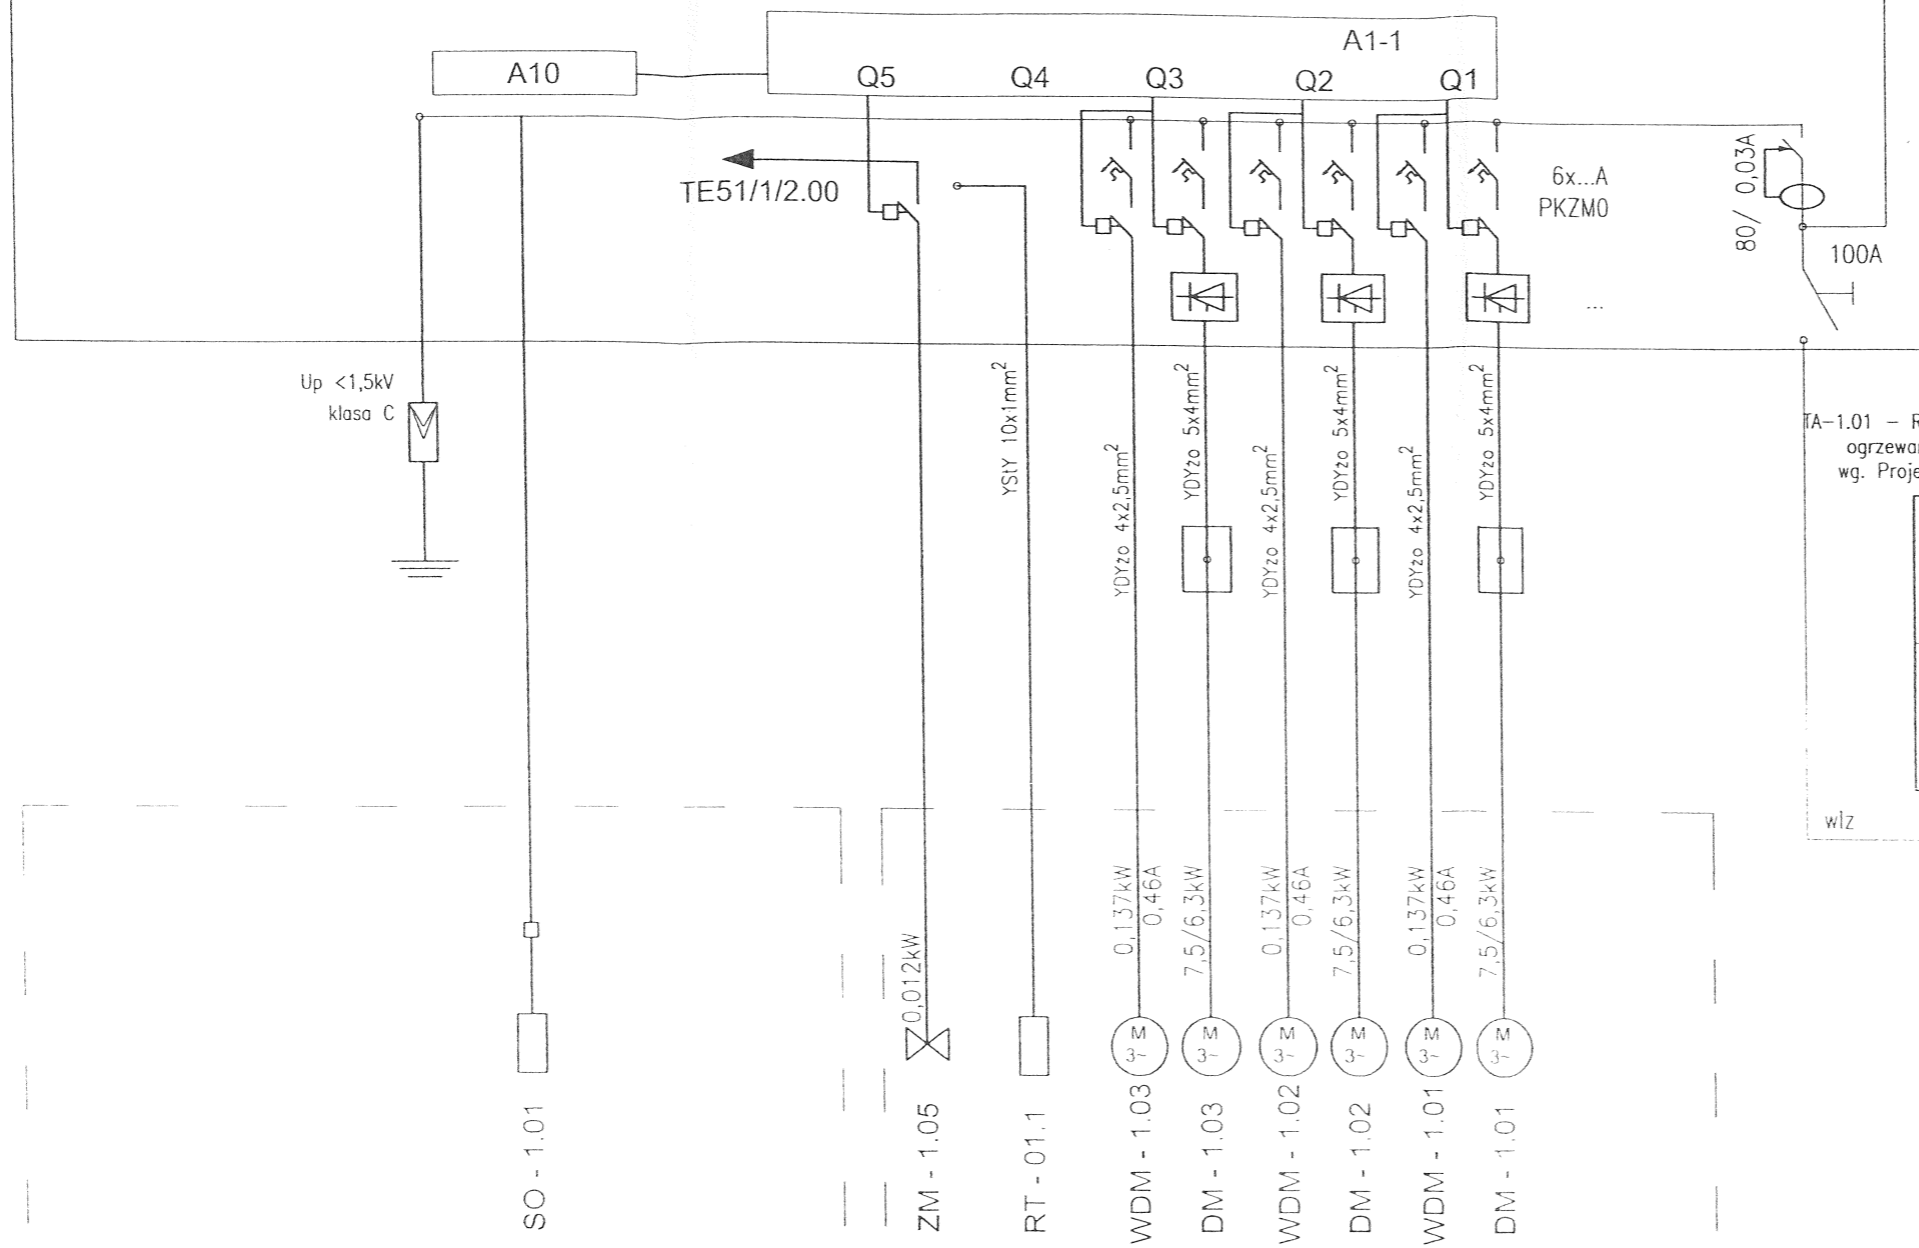 A1-1
A10
Q5
Q4
Q3
Q2
Q1
TE51/1/2.00
6x...A
PKZM0
80/ 0,03A
100A
...
Up <1,5kV
klasa C
YStY 10x1mm²
YDYżo 4x2,5mm²
YDYżo 5x4mm²
YDYżo 4x2,5mm²
YDYżo 5x4mm²
YDYżo 4x2,5mm²
YDYżo 5x4mm²
TA-1.01 - R
ogrzewa
wg. Proje
wlz
0,012kW
0,137kW
0,46A
7,5/6,3kW
0,137kW
0,46A
7,5/6,3kW
0,137kW
0,46A
7,5/6,3kW
M
3~
M
3~
M
3~
M
3~
M
3~
M
3~
SO - 1.01
ZM - 1.05
RT - 01.1
WDM - 1.03
DM - 1.03
WDM - 1.02
DM - 1.02
WDM - 1.01
DM - 1.01